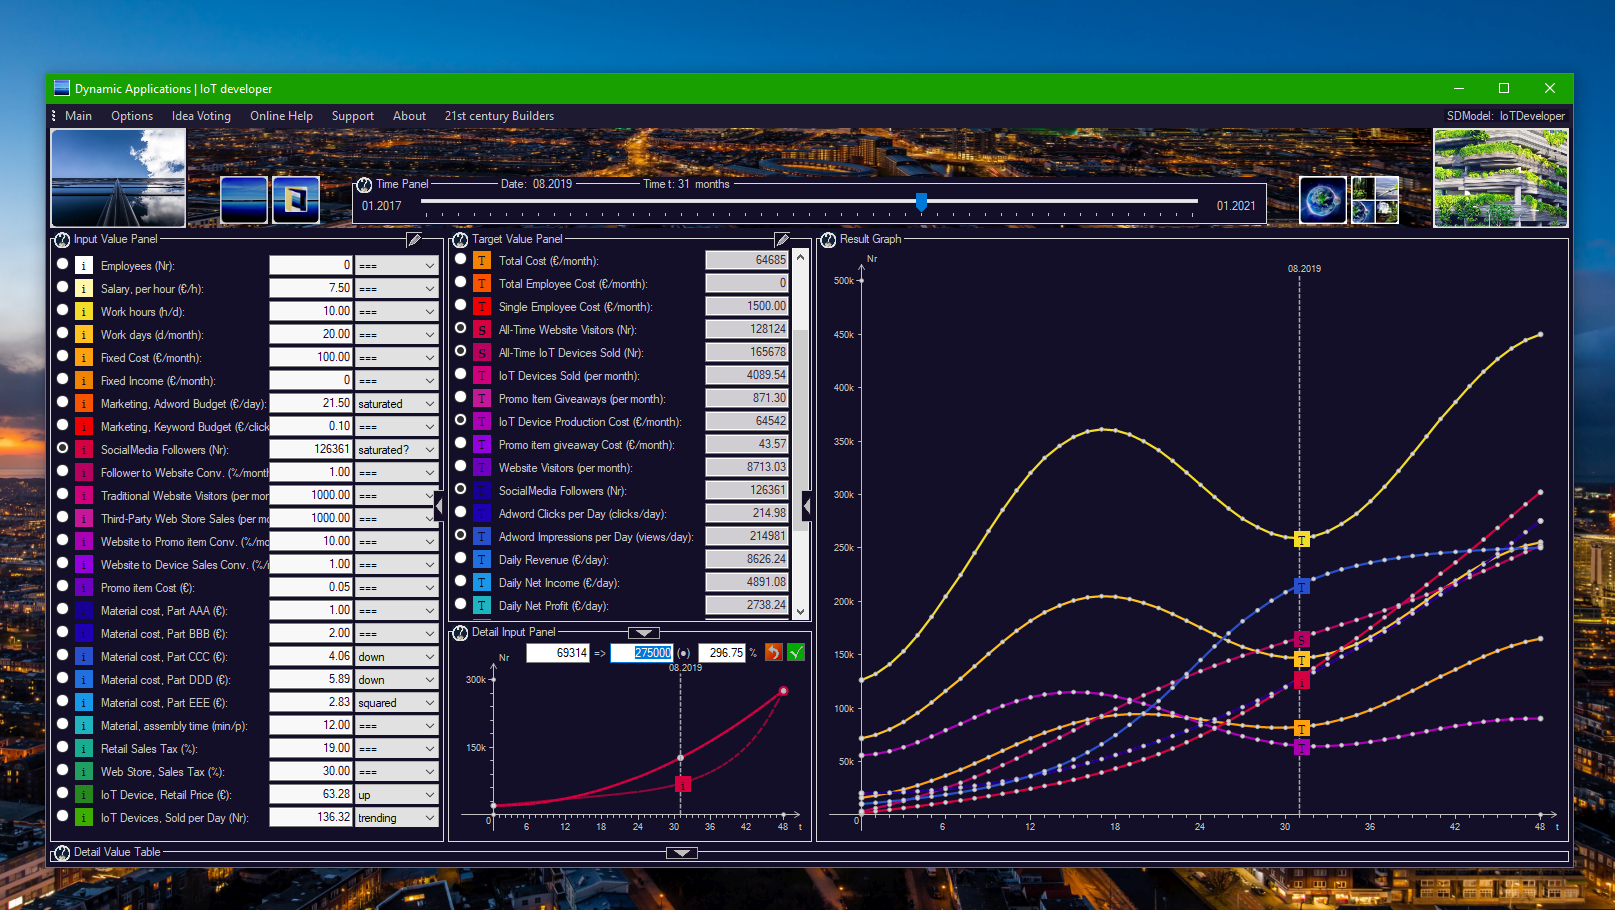 Dynamic Applications | IoT developer
Main Options Idea Voting Online Help Support About 21st century Builders SDModel: IoTDeveloper
Time Panel Date: 08.2019 Time t: 31 months
01.2017 01.2021
Input Value Panel
i Employees (Nr): 0 ===
i Salary, per hour (€/h): 7.50 ===
i Work hours (h/d): 10.00 ===
i Work days (d/month): 20.00 ===
i Fixed Cost (€/month): 100.00 ===
i Fixed Income (€/month): 0 ===
i Marketing, Adword Budget (€/day): 21.50 saturated
i Marketing, Keyword Budget (€/click 0.10 ===
i SocialMedia Followers (Nr): 126361 saturated?
i Follower to Website Conv. (%/month 1.00 ===
i Traditional Website Visitors (per mor 1000.00 ===
i Third-Party Web Store Sales (per mo 1000.00 ===
i Website to Promo item Conv. (%/mo 10.00 ===
i Website to Device Sales Conv. (%/ 1.00 ===
i Promo item Cost (€): 0.05 ===
i Material cost, Part AAA (€): 1.00 ===
i Material cost, Part BBB (€): 2.00 ===
i Material cost, Part CCC (€): 4.06 down
i Material cost, Part DDD (€): 5.89 down
i Material cost, Part EEE (€): 2.83 squared
i Material, assembly time (min/p): 12.00 ===
i Retail Sales Tax (%): 19.00 ===
i Web Store, Sales Tax (%): 30.00 ===
i IoT Device, Retail Price (€): 63.28 up
i IoT Devices, Sold per Day (Nr): 136.32 trending
Target Value Panel
T Total Cost (€/month): 64685
T Total Employee Cost (€/month): 0
T Single Employee Cost (€/month): 1500.00
S All-Time Website Visitors (Nr): 128124
S All-Time IoT Devices Sold (Nr): 165678
T IoT Devices Sold (per month): 4089.54
T Promo Item Giveaways (per month): 871.30
T IoT Device Production Cost (€/month): 64542
T Promo item giveaway Cost (€/month): 43.57
T Website Visitors (per month): 8713.03
SocialMedia Followers (Nr): 126361
Adword Clicks per Day (clicks/day): 214.98
T Adword Impressions per Day (views/day): 214981
T Daily Revenue (€/day): 8626.24
T Daily Net Income (€/day): 4891.08
T Daily Net Profit (€/day): 2738.24
Detail Input Panel
Nr 69314 => 275000 (●) 296.75 %
08.2019
300k
150k
i
0 6 12 18 24 30 36 42 48 t
Result Graph
Nr
08.2019
500k
450k
400k
350k
300k
250k
200k
150k
100k
50k
T
T
S
T
i
T
T
0 6 12 18 24 30 36 42 48 t
Detail Value Table